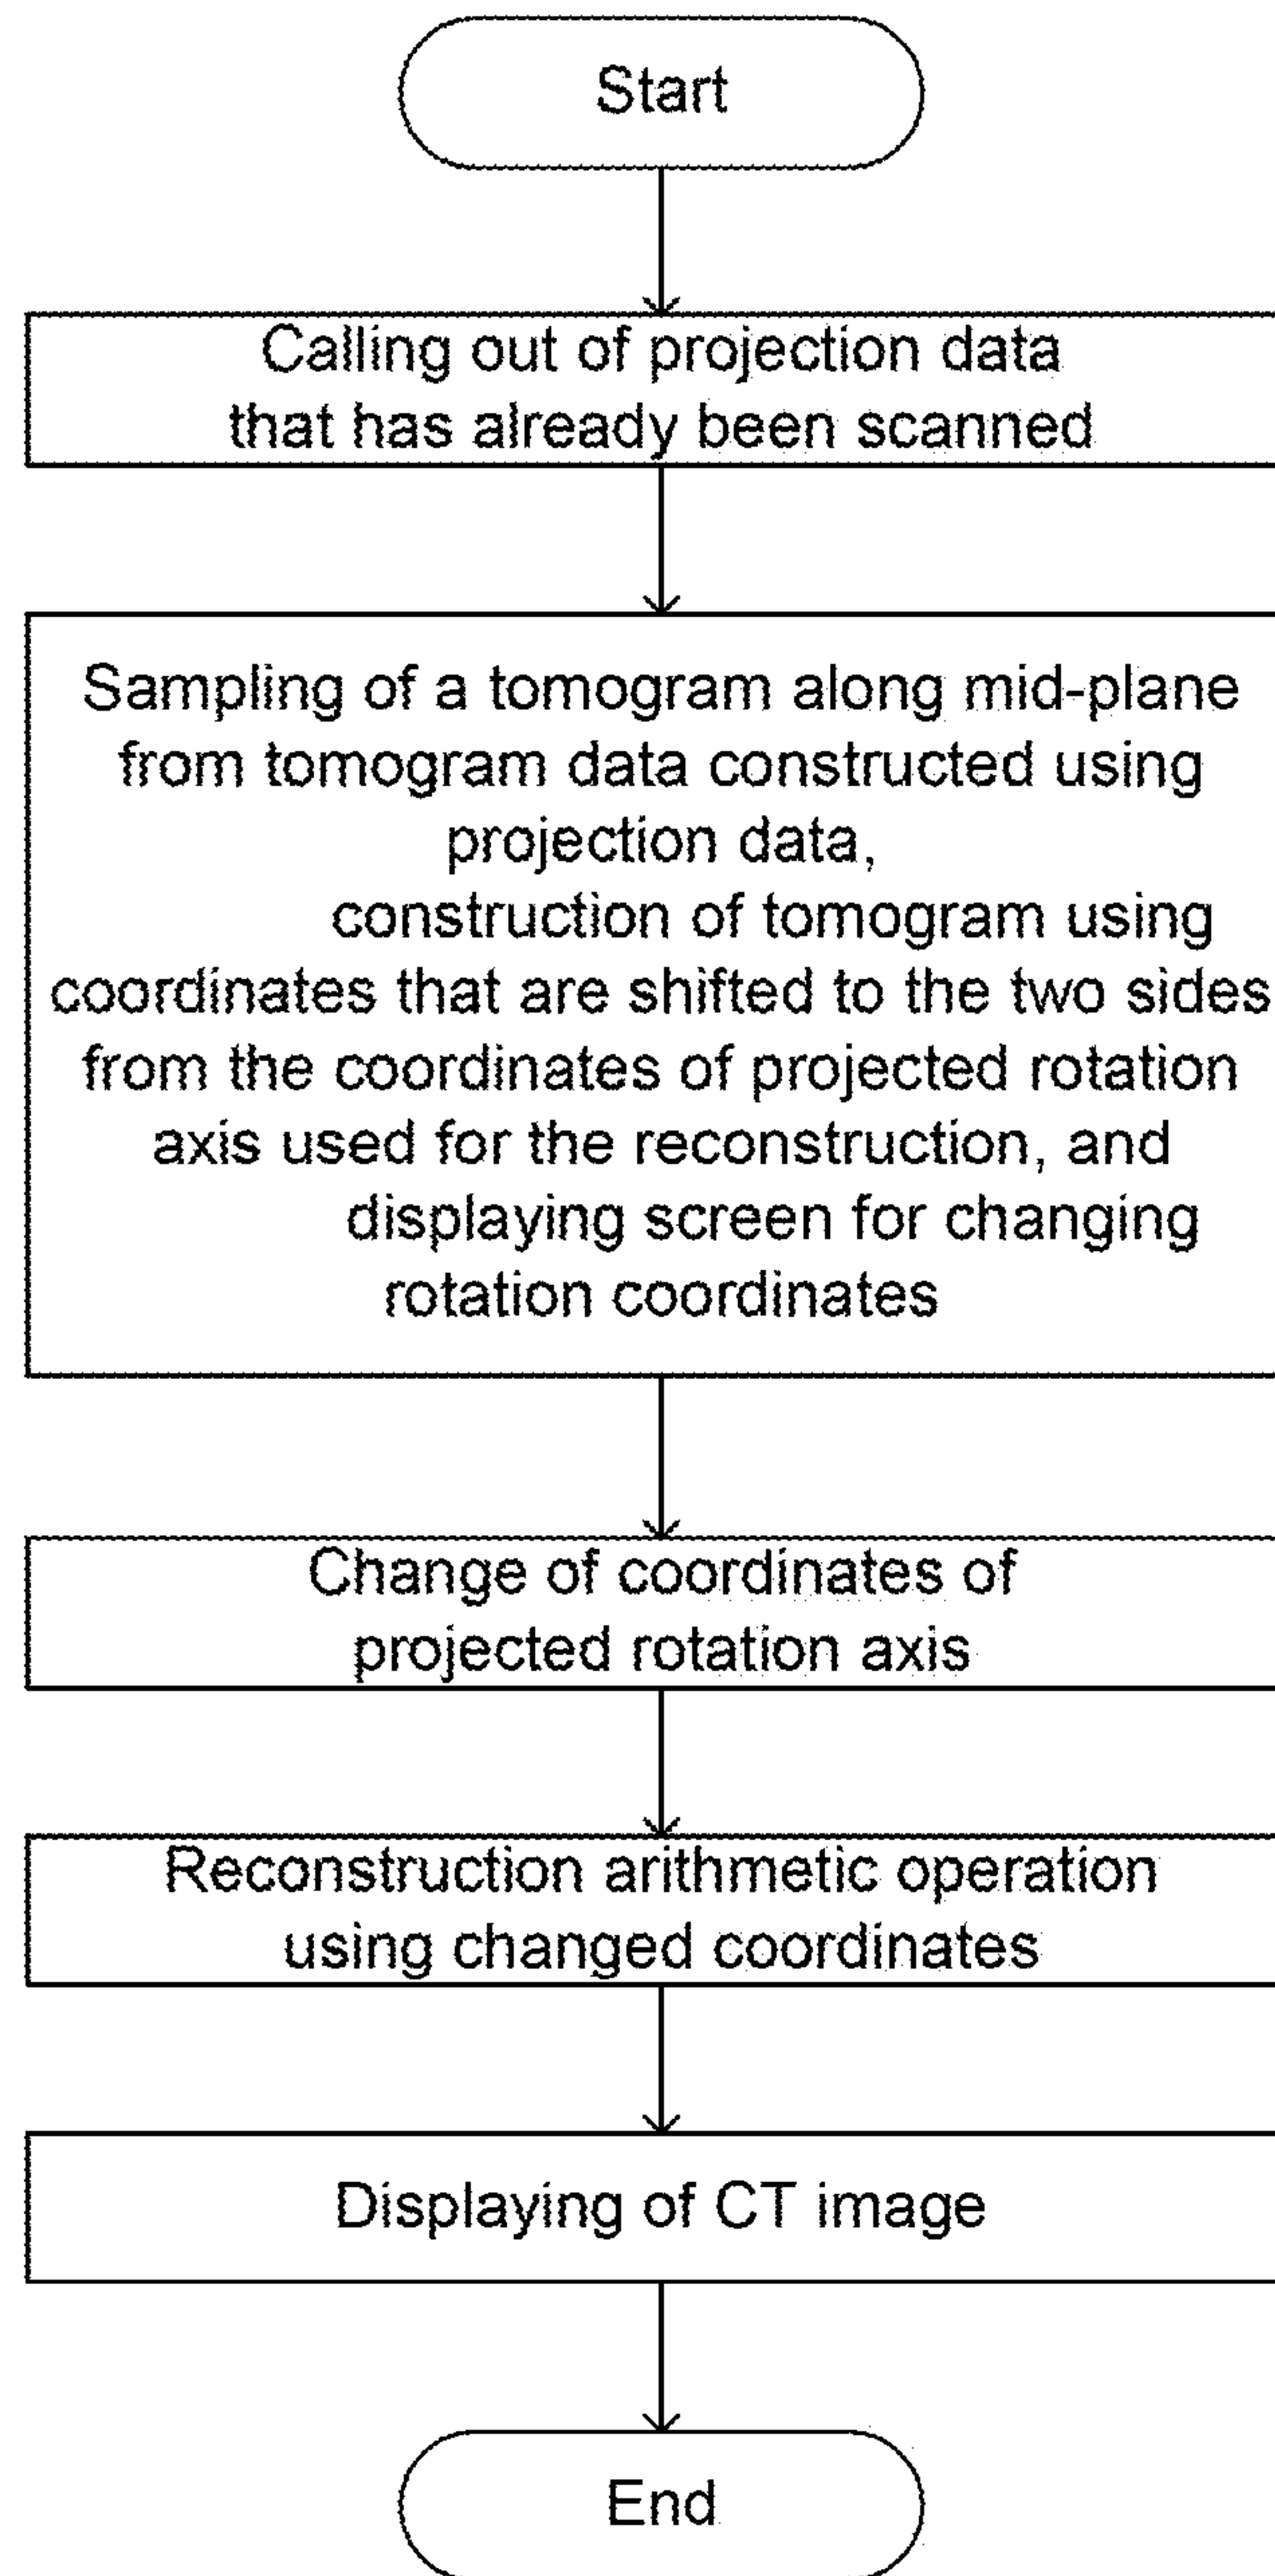 Start
Calling out of projection data
that has already been scanned
Sampling of a tomogram along mid-plane
from tomogram data constructed using
projection data,
construction of tomogram using
coordinates that are shifted to the two sides
from the coordinates of projected rotation
axis used for the reconstruction, and
displaying screen for changing
rotation coordinates
Change of coordinates of
projected rotation axis
Reconstruction arithmetic operation
using changed coordinates
Displaying of CT image
End